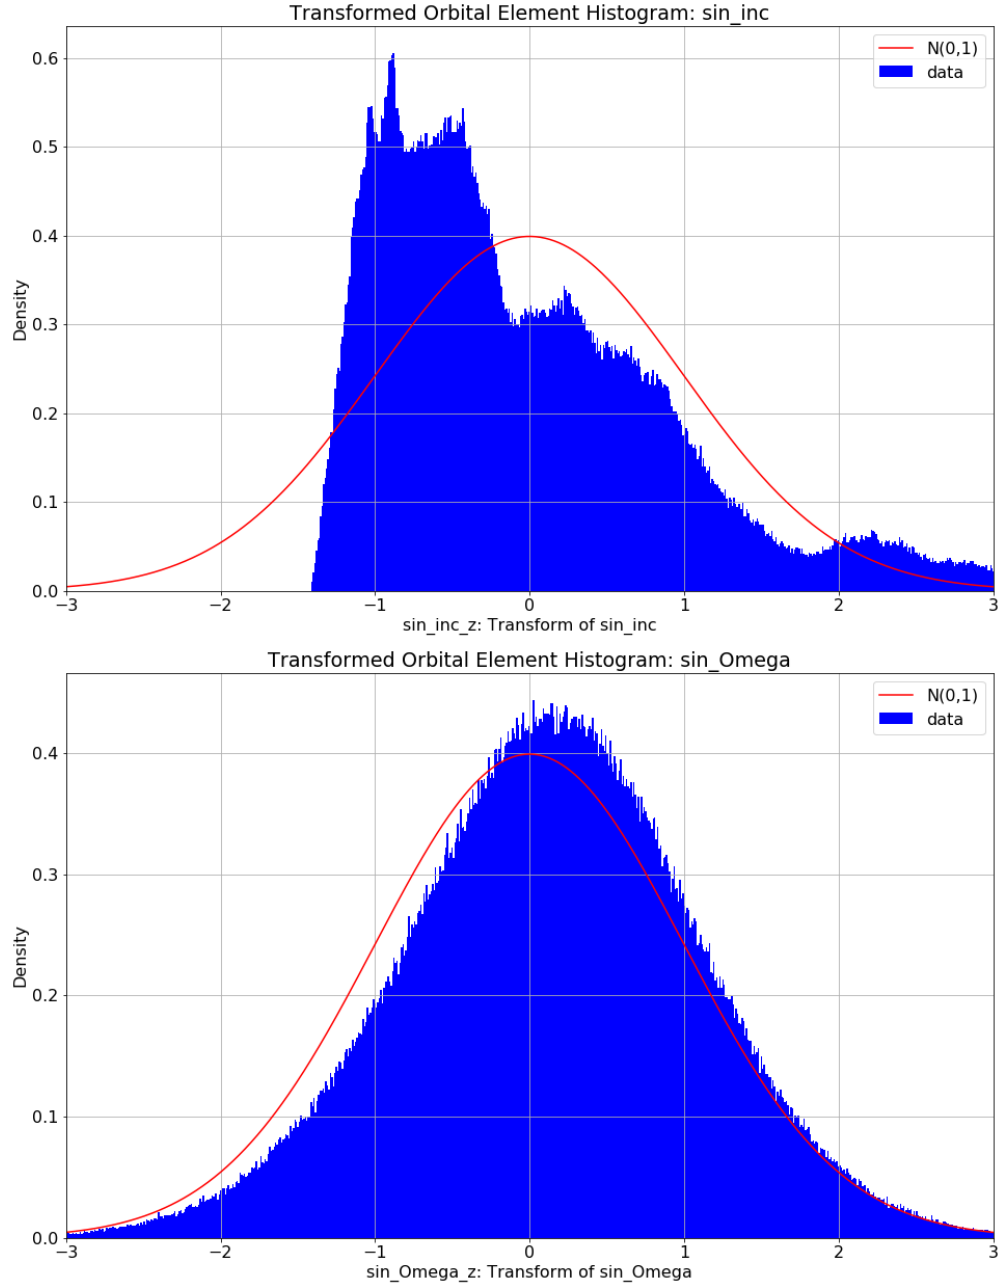 Transformed Orbital Element Histogram: sin_inc
N(0,1)
data
0.6
0.5
0.4
0.3
0.2
0.1
0.0
Density
−3
−2
−1
0
1
2
3
sin_inc_z: Transform of sin_inc
Transformed Orbital Element Histogram: sin_Omega
N(0,1)
data
0.4
0.3
0.2
0.1
0.0
Density
−3
−2
−1
0
1
2
3
sin_Omega_z: Transform of sin_Omega